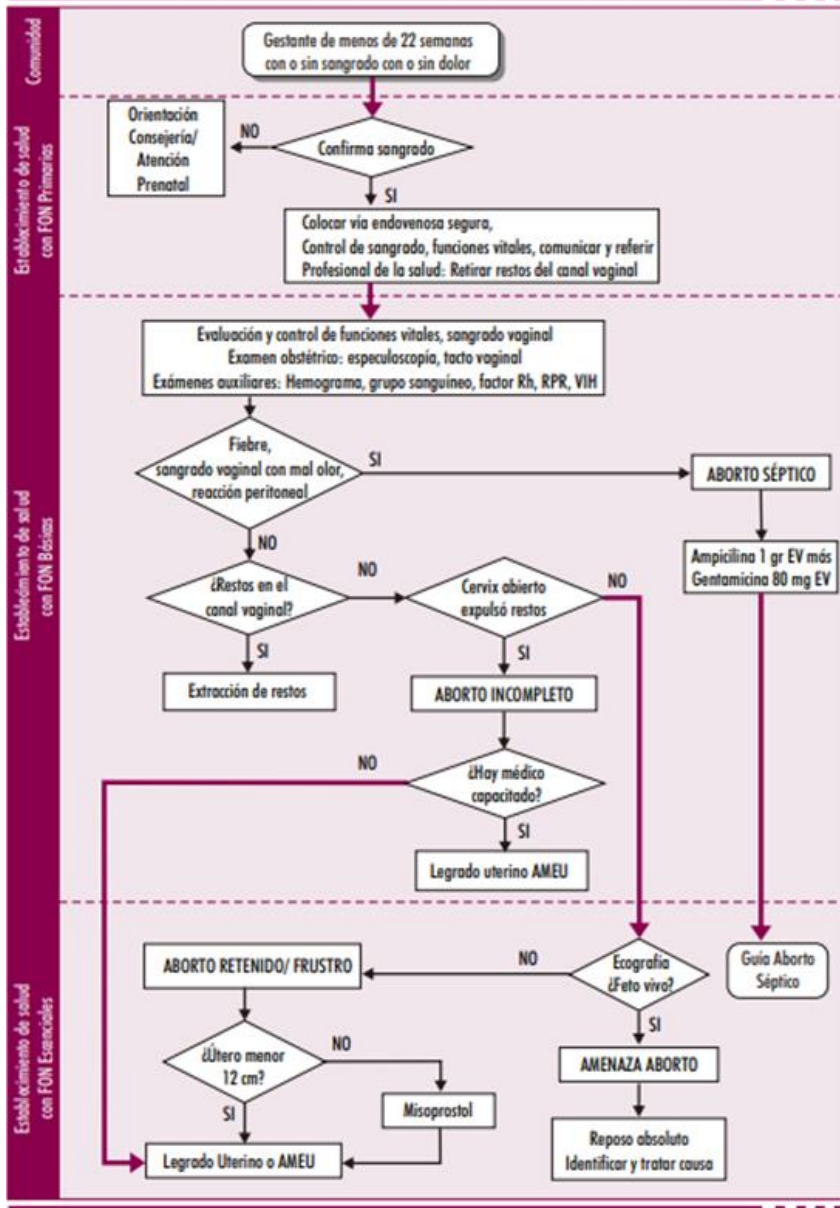 Comunidad
Gestante de menos de 22 semanas
con o sin sangrado con o sin dolor
Establecimiento de salud
con FON Primarias
Orientación
Consejería/
Atención
Prenatal
NO
Confirma sangrado
SI
Colocar vía endovenosa segura,
Control de sangrado, funciones vitales, comunicar y referir
Profesional de la salud: Retirar restos del canal vaginal
Establecimiento de salud
con FON Básicas
Evaluación y control de funciones vitales, sangrado vaginal
Examen obstétrico: especuloscopía, tacto vaginal
Exámenes auxiliares: Hemograma, grupo sanguíneo, factor Rh, RPR, VIH
Fiebre,
sangrado vaginal con mal olor,
reacción peritoneal
SI
ABORTO SÉPTICO
NO
Ampicilina 1 gr EV más
Gentamicina 80 mg EV
¿Restos en el
canal vaginal?
NO
Cervix abierto
expulsó restos
NO
SI
SI
Extracción de restos
ABORTO INCOMPLETO
NO
¿Hay médico
capacitado?
SI
Legrado uterino AMEU
Establecimiento de salud
con FON Escenciales
ABORTO RETENIDO/ FRUSTRO
NO
Ecografía
¿Feto vivo?
Guía Aborto
Séptico
SI
¿Útero menor
12 cm?
NO
AMENAZA ABORTO
SI
Misoprostol
Reposo absoluto
Identificar y tratar causa
Legrado Uterino o AMEU